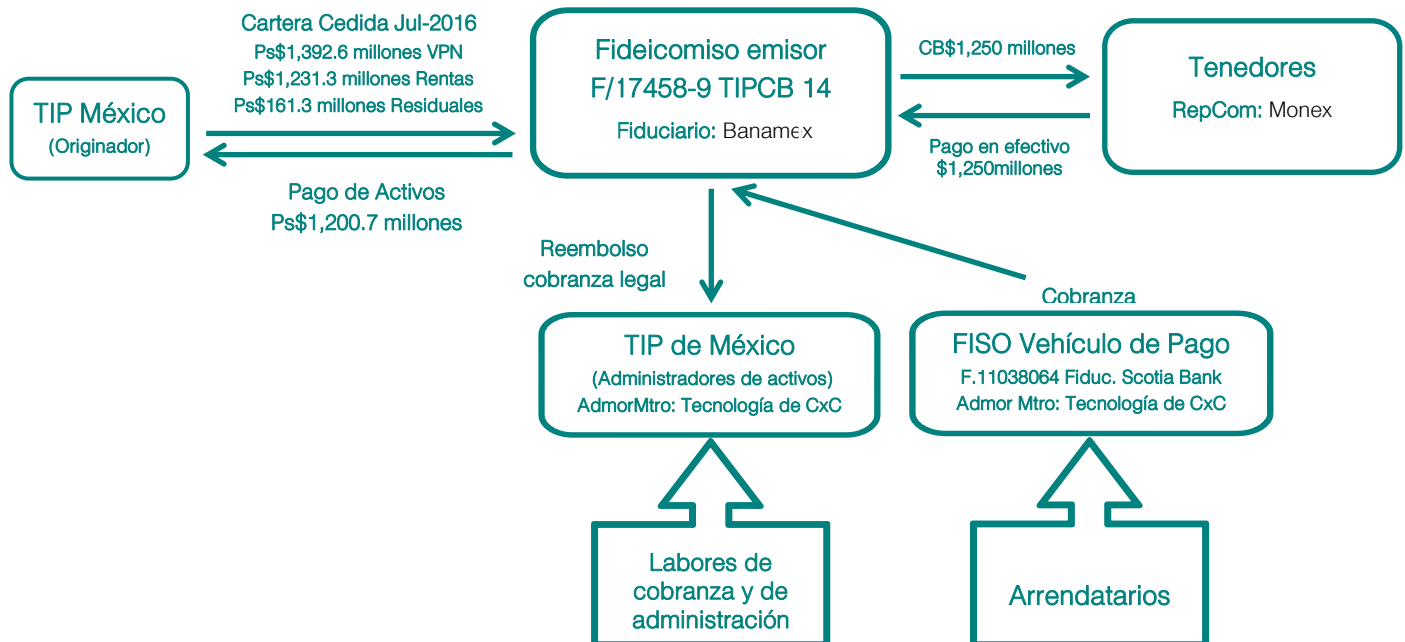 Cartera Cedida Jul-2016
Ps$1,392.6 millones VPN
Ps$1,231.3 millones Rentas
Ps$161.3 millones Residuales
TIP México
(Originador)
Pago de Activos
Ps$1,200.7 millones
Fideicomiso emisor
F/17458-9 TIPCB 14
Fiduciario: Banamex
CB$1,250 millones
Pago en efectivo
$1,250millones
Tenedores
RepCom: Monex
Reembolso
cobranza legal
Cobranza
TIP de México
(Administradores de activos)
AdmorMtro: Tecnología de CxC
FISO Vehículo de Pago
F.11038064 Fiduc. Scotia Bank
Admor Mtro: Tecnología de CxC
Labores de
cobranza y de
administración
Arrendatarios